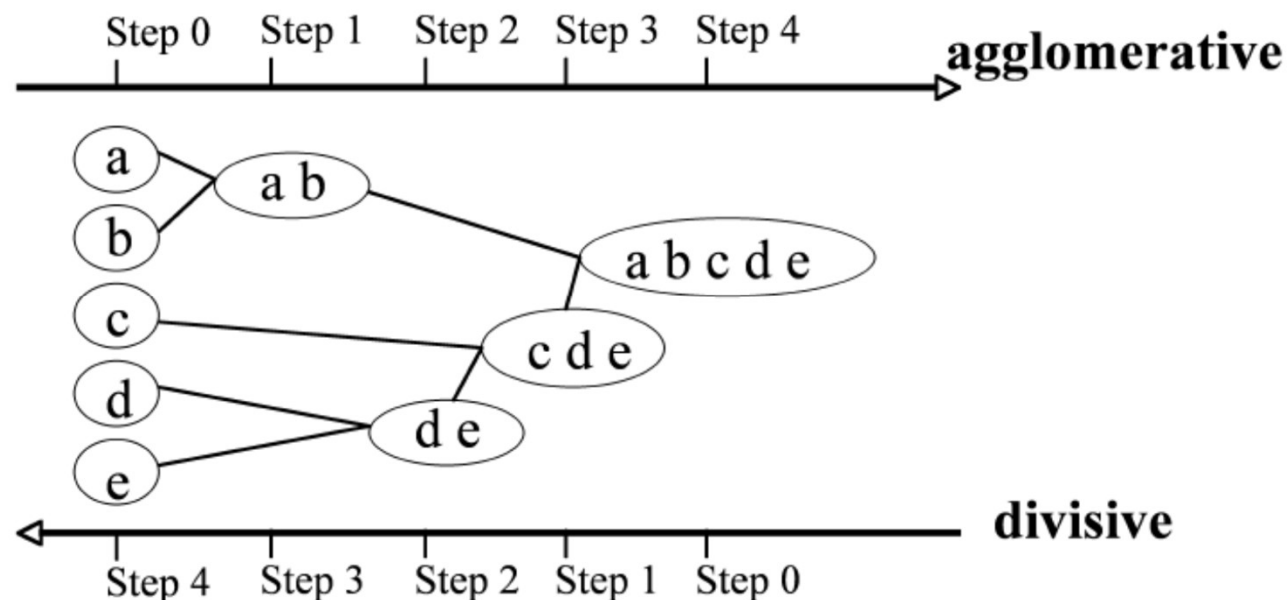 Step 0 Step 1 Step 2 Step 3 Step 4
agglomerative
a
a b
b
a b c d e
c
c d e
d
d e
e
divisive
Step 4 Step 3 Step 2 Step 1 Step 0